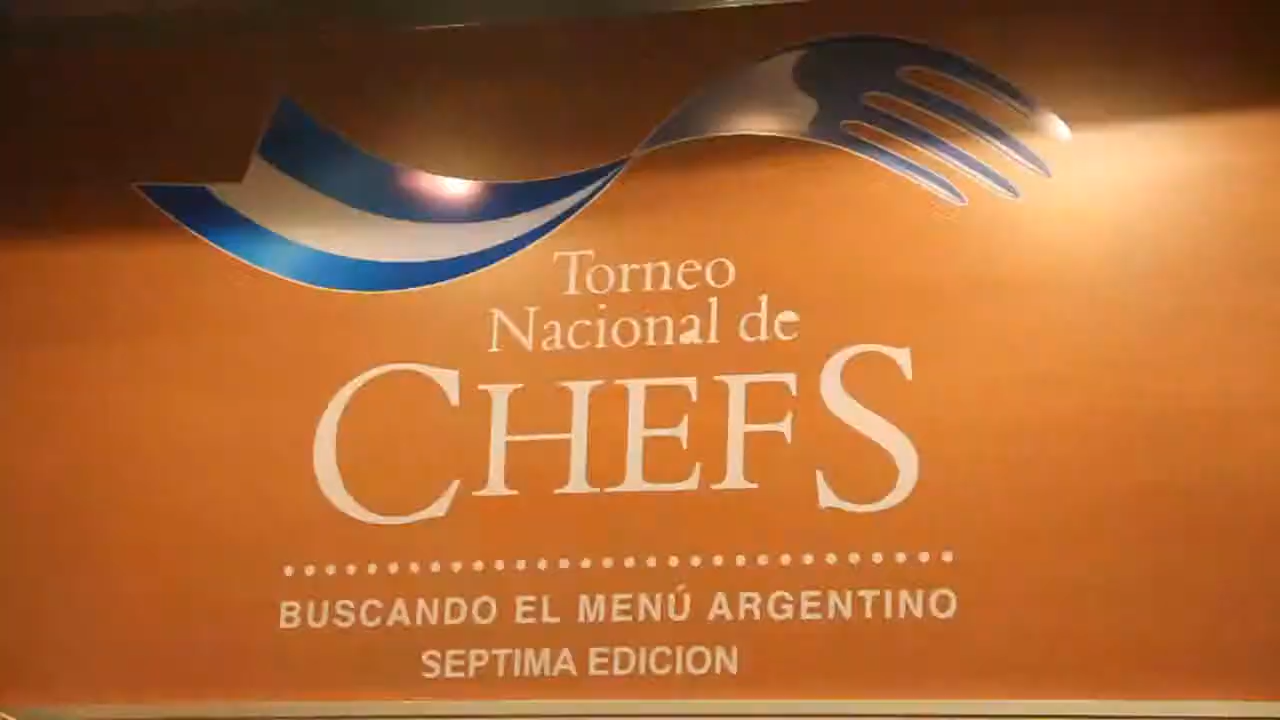 Torneo
Nacional de
CHEFS
BUSCANDO EL MENÚ ARGENTINO
SEPTIMA EDICION